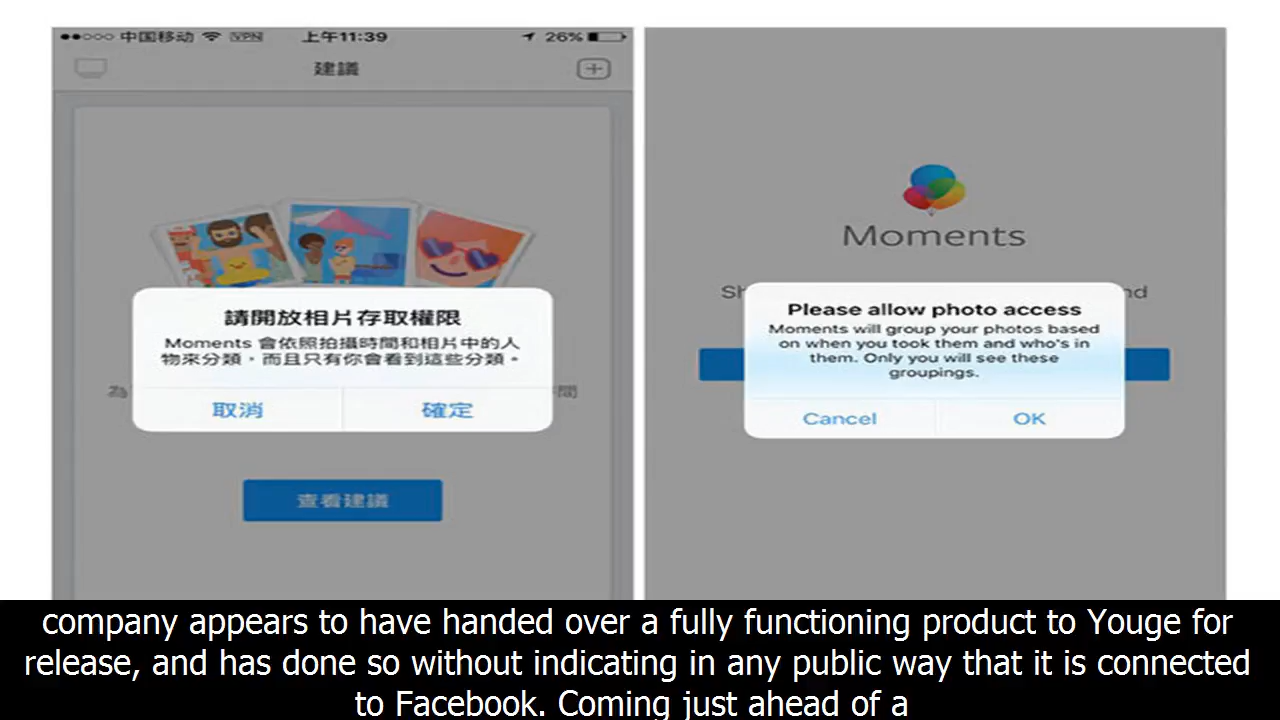 中国移动 VPN 上午11:39 26%
建議
請開放相片存取權限
Moments 會依照拍攝時間和相片中的人
物來分類，而且只有你會看到這些分類。
為 間
取消 確定
查看建議
Moments
Sh nd
Please allow photo access
Moments will group your photos based
on when you took them and who's in
them. Only you will see these
groupings.
Cancel OK
company appears to have handed over a fully functioning product to Youge for
release, and has done so without indicating in any public way that it is connected
to Facebook. Coming just ahead of a